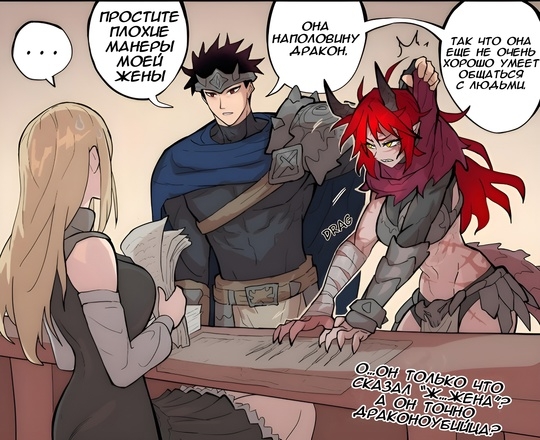 ...
ПРОСТИТЕ
ПЛОХИЕ
МАНЕРЫ
МОЕЙ
ЖЕНЫ
ОНА
НАПОЛОВИНУ
ДРАКОН.
ТАК ЧТО ОНА
ЕЩЕ НЕ ОЧЕНЬ
ХОРОШО УМЕЕТ
ОБЩАТЬСЯ
С ЛЮДЬМИ.
DRAG
О...ОН ТОЛЬКО ЧТО
СКАЗАЛ "Ж...ЖЕНА"?
А ОН ТОЧНО
ДРАКОНОУБИЙЦА?